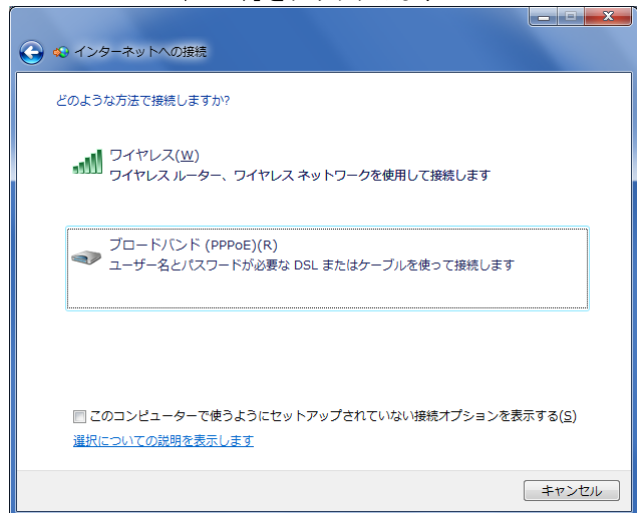 インターネットへの接続
どのような方法で接続しますか?
ワイヤレス(W)
ワイヤレス ルーター、ワイヤレス ネットワークを使用して接続します
ブロードバンド (PPPoE)(R)
ユーザー名とパスワードが必要な DSL またはケーブルを使って接続します
このコンピューターで使うようにセットアップされていない接続オプションを表示する(S)
選択についての説明を表示します
キャンセル